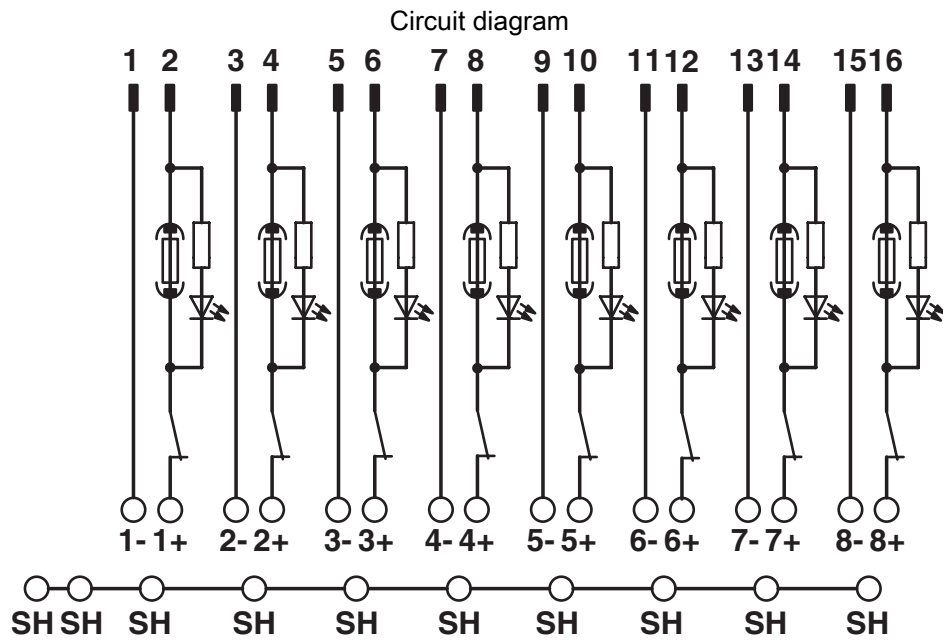 Circuit diagram
1 2 3 4 5 6 7 8 9 10 11 12 13 14 15 16
1- 1+ 2- 2+ 3- 3+ 4- 4+ 5- 5+ 6- 6+ 7- 7+ 8- 8+
SH SH SH SH SH SH SH SH SH SH